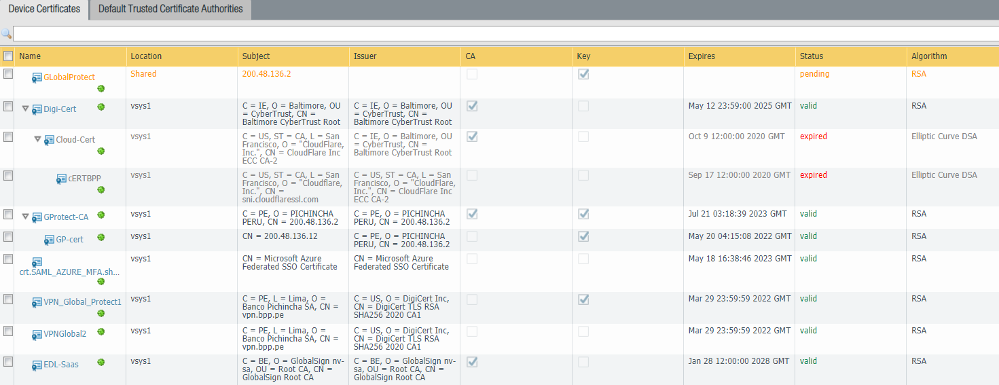 Device Certificates Default Trusted Certificate Authorities
Name Location Subject Issuer CA Key Expires Status Algorithm
GLobalProtect Shared 200.48.136.2 pending RSA
Digi-Cert vsys1 C = IE, O = Baltimore, OU C = IE, O = Baltimore, OU May 12 23:59:00 2025 GMT valid RSA
= CyberTrust, CN = = CyberTrust, CN =
Baltimore CyberTrust Root Baltimore CyberTrust Root
Cloud-Cert vsys1 C = US, ST = CA, L = San C = IE, O = Baltimore, OU Oct 9 12:00:00 2020 GMT expired Elliptic Curve DSA
Francisco, O = "CloudFlare, = CyberTrust, CN =
Inc.", CN = CloudFlare Inc Baltimore CyberTrust Root
ECC CA-2
cERTBPP vsys1 C = US, ST = CA, L = San C = US, ST = CA, L = San Sep 17 12:00:00 2020 GMT expired Elliptic Curve DSA
Francisco, O = "Cloudflare, Francisco, O = "CloudFlare,
Inc.", CN = Inc.", CN = CloudFlare Inc
sni.cloudflaressl.com ECC CA-2
GProtect-CA vsys1 C = PE, O = PICHINCHA C = PE, O = PICHINCHA Jul 21 03:18:39 2023 GMT valid RSA
PERU, CN = 200.48.136.2 PERU, CN = 200.48.136.2
GP-cert vsys1 CN = 200.48.136.12 C = PE, O = PICHINCHA May 20 04:15:08 2022 GMT valid RSA
PERU, CN = 200.48.136.2
crt.SAML_AZURE_MFA.sh... vsys1 CN = Microsoft Azure CN = Microsoft Azure May 18 16:38:46 2023 GMT valid RSA
Federated SSO Certificate Federated SSO Certificate
VPN_Global_Protect1 vsys1 C = PE, L = Lima, O = C = US, O = DigiCert Inc, Mar 29 23:59:59 2022 GMT valid RSA
Banco Pichincha SA, CN = CN = DigiCert TLS RSA
vpn.bpp.pe SHA256 2020 CA1
VPNGlobal2 vsys1 C = PE, L = Lima, O = C = US, O = DigiCert Inc, Mar 29 23:59:59 2022 GMT valid RSA
Banco Pichincha SA, CN = CN = DigiCert TLS RSA
vpn.bpp.pe SHA256 2020 CA1
EDL-Saas vsys1 C = BE, O = GlobalSign nv- C = BE, O = GlobalSign nv- Jan 28 12:00:00 2028 GMT valid RSA
sa, OU = Root CA, CN = sa, OU = Root CA, CN =
GlobalSign Root CA GlobalSign Root CA